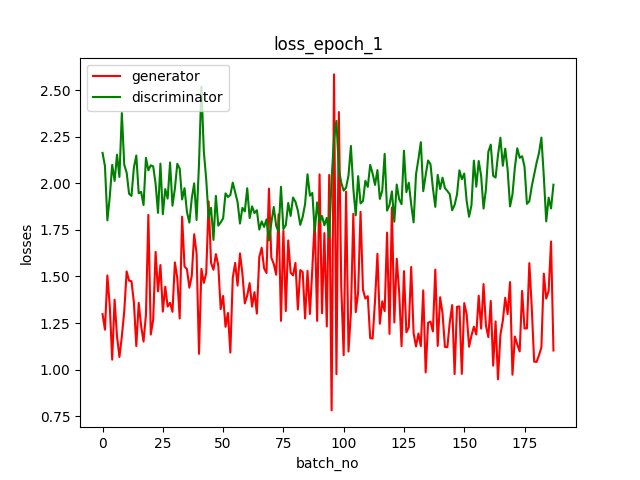 loss_epoch_1
generator
discriminator
losses
2.50
2.25
2.00
1.75
1.50
1.25
1.00
0.75
0 25 50 75 100 125 150 175
batch_no